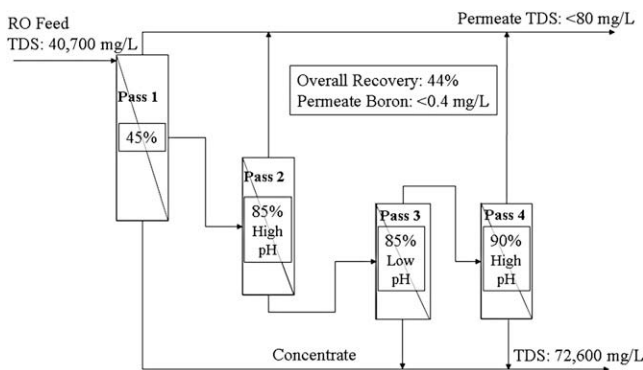 RO Feed
TDS: 40,700 mg/L
Permeate TDS: <80 mg/L
Overall Recovery: 44%
Permeate Boron: <0.4 mg/L
Pass 1
45%
Pass 2
85%
High
pH
Pass 3
85%
Low
pH
Pass 4
90%
High
pH
Concentrate
TDS: 72,600 mg/L